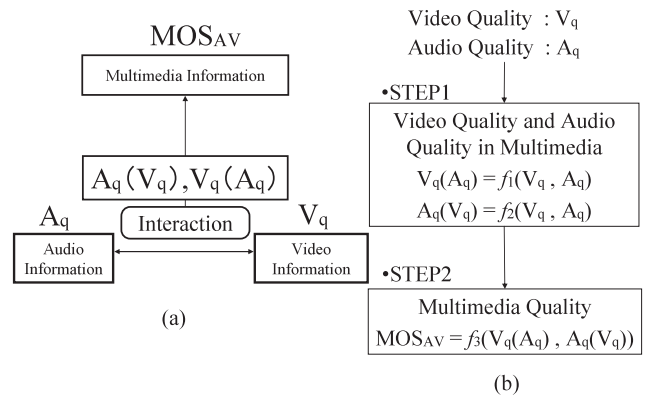 MOSAV
Multimedia Information
Aq(Vq),Vq(Aq)
Interaction
Aq
Audio
Information
Vq
Video
Information
(a)
Video Quality : Vq
Audio Quality : Aq
•STEP1
Video Quality and Audio
Quality in Multimedia
Vq(Aq) = f1(Vq , Aq)
Aq(Vq) = f2(Vq , Aq)
•STEP2
Multimedia Quality
MOSAV = f3(Vq(Aq) , Aq(Vq))
(b)